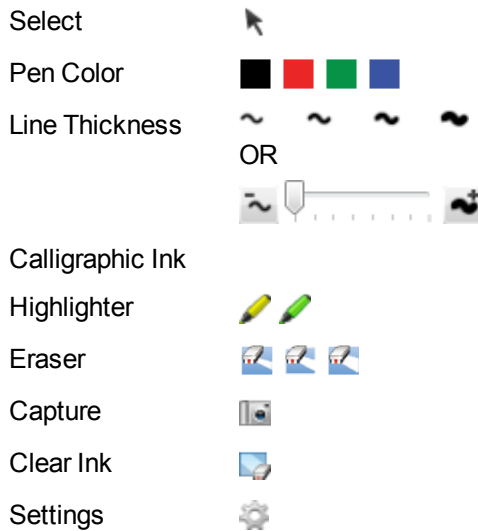 Select
Pen Color
Line Thickness
OR
Calligraphic Ink
Highlighter
Eraser
Capture
Clear Ink
Settings